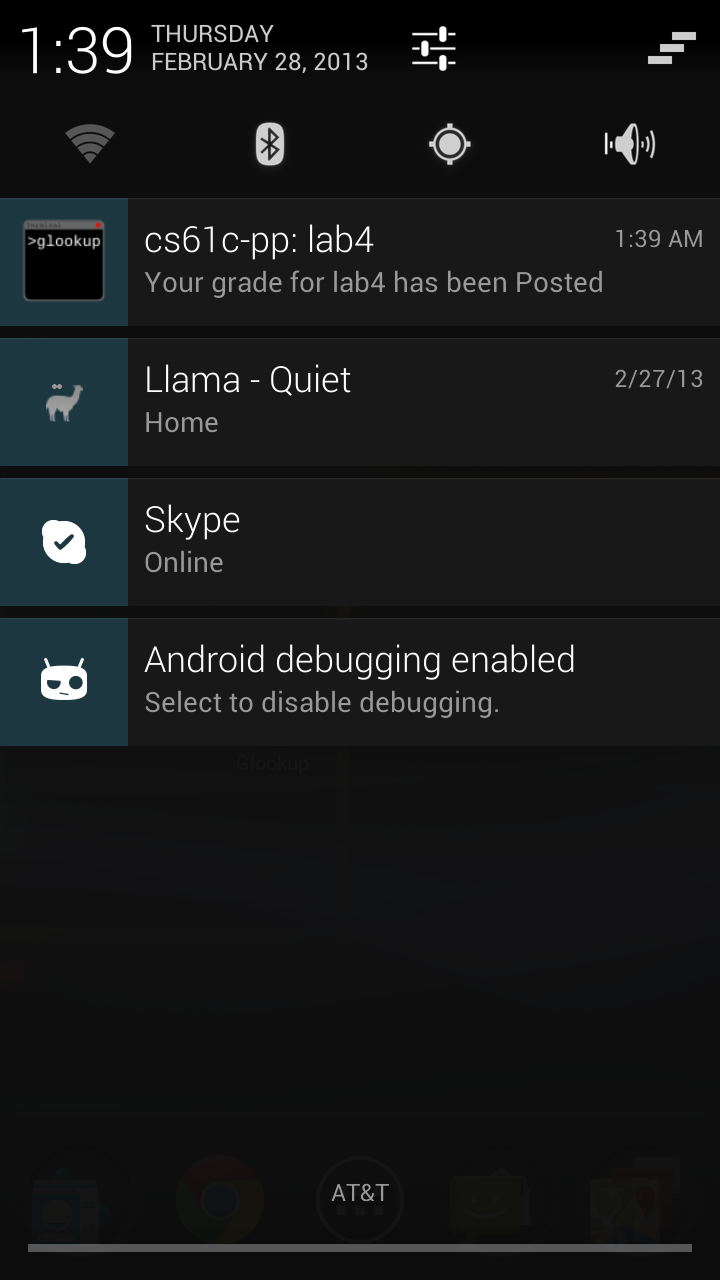 1:39
THURSDAY
FEBRUARY 28, 2013
Terminal
>glookup
cs61c-pp: lab4
1:39 AM
Your grade for lab4 has been Posted
Llama - Quiet
2/27/13
Home
Skype
Online
Android debugging enabled
Select to disable debugging.
Glookup
AT&T